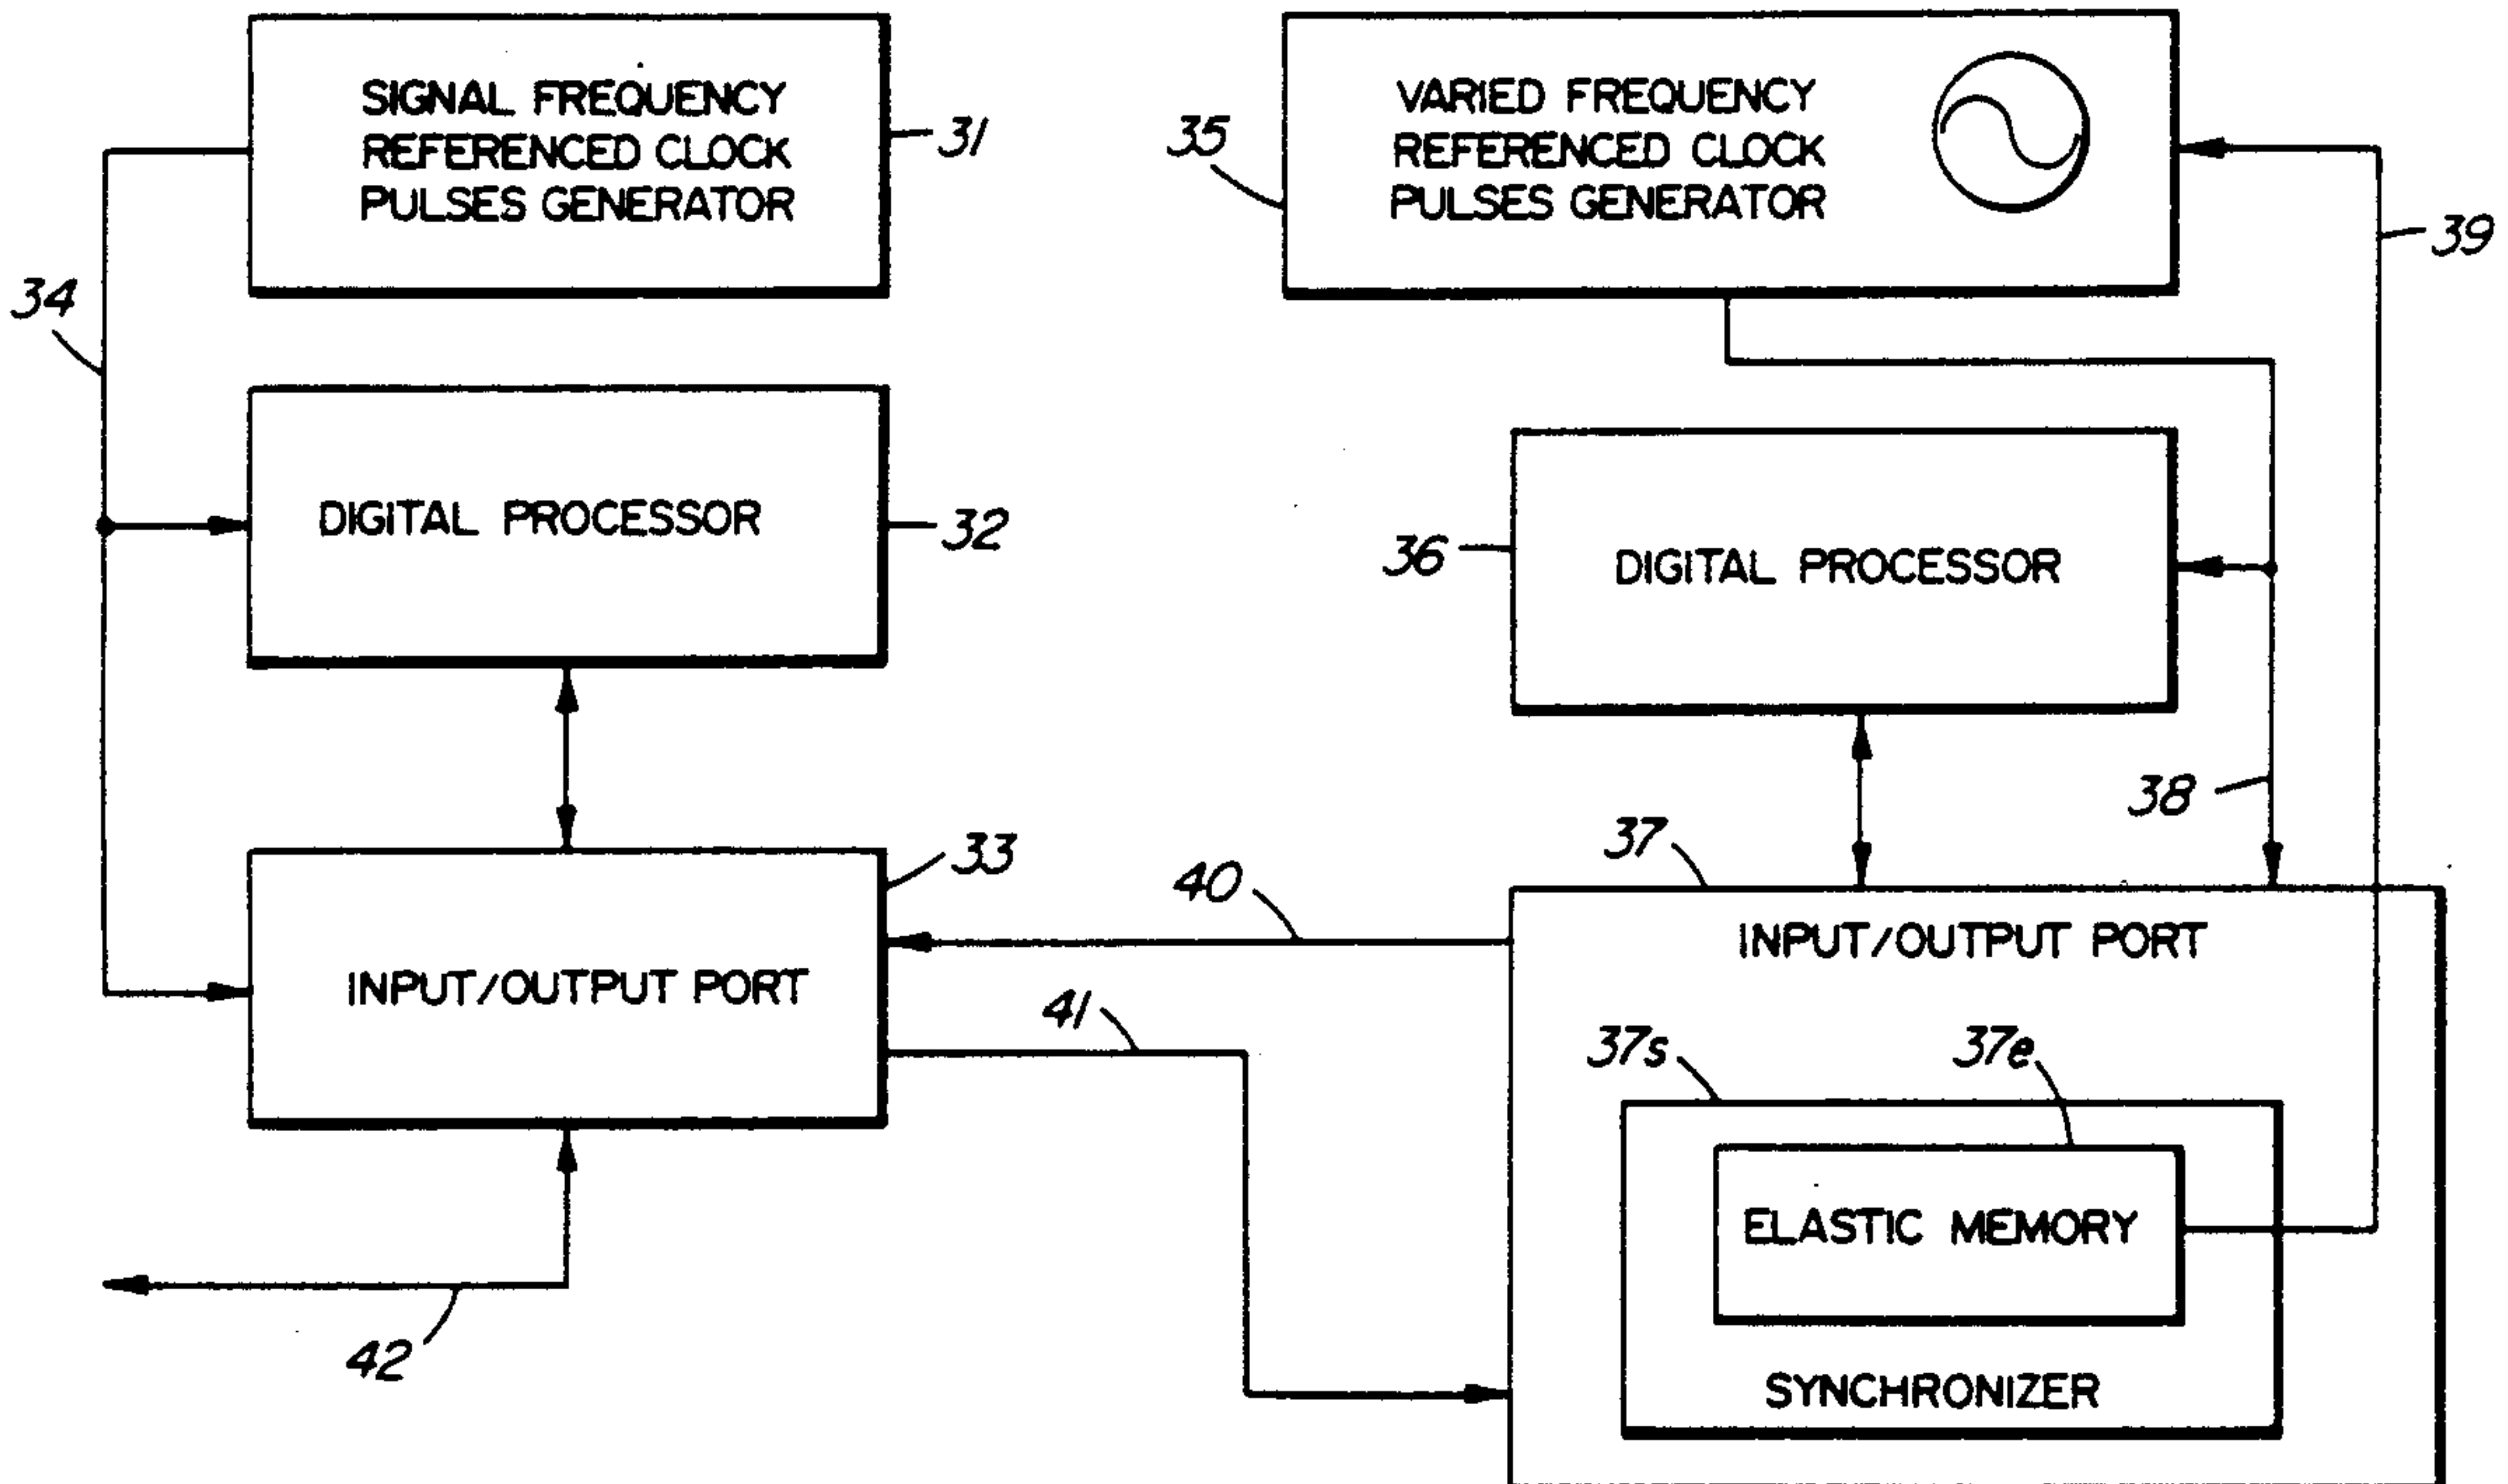 SIGNAL FREQUENCY
REFERENCED CLOCK
PULSES GENERATOR
31
35
VARIED FREQUENCY
REFERENCED CLOCK
PULSES GENERATOR
39
34
DIGITAL PROCESSOR
32
36
DIGITAL PROCESSOR
38
33
37
40
INPUT/OUTPUT PORT
INPUT/OUTPUT PORT
41
37s
37e
ELASTIC MEMORY
42
SYNCHRONIZER